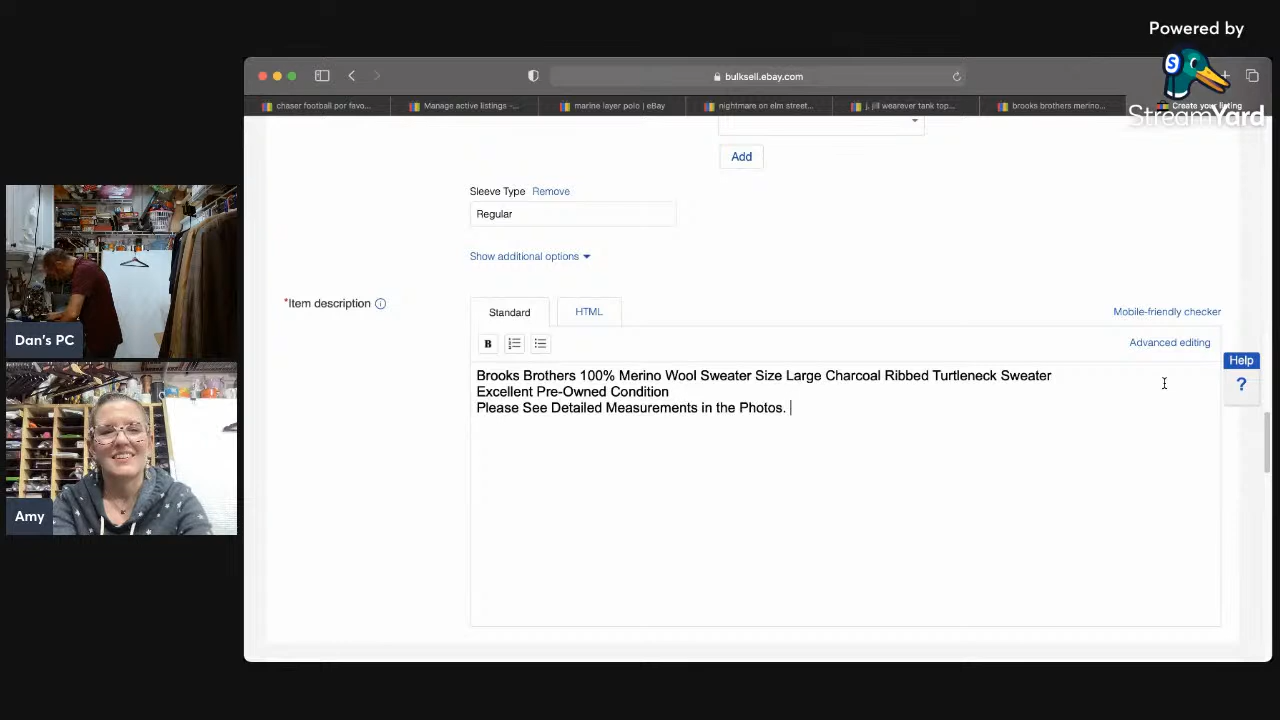 Powered by
StreamYard
bulksell.ebay.com
chaser football por favo...
Manage active listings -...
marine layer polo | eBay
nightmare on elm street...
j. jill wearever tank top...
brooks brothers merino...
Create your listing
Add
Sleeve Type Remove
Regular
Show additional options
*Item description
Standard
HTML
Mobile-friendly checker
B
Advanced editing
Help
?
Brooks Brothers 100% Merino Wool Sweater Size Large Charcoal Ribbed Turtleneck Sweater
Excellent Pre-Owned Condition
Please See Detailed Measurements in the Photos.
Dan's PC
Amy